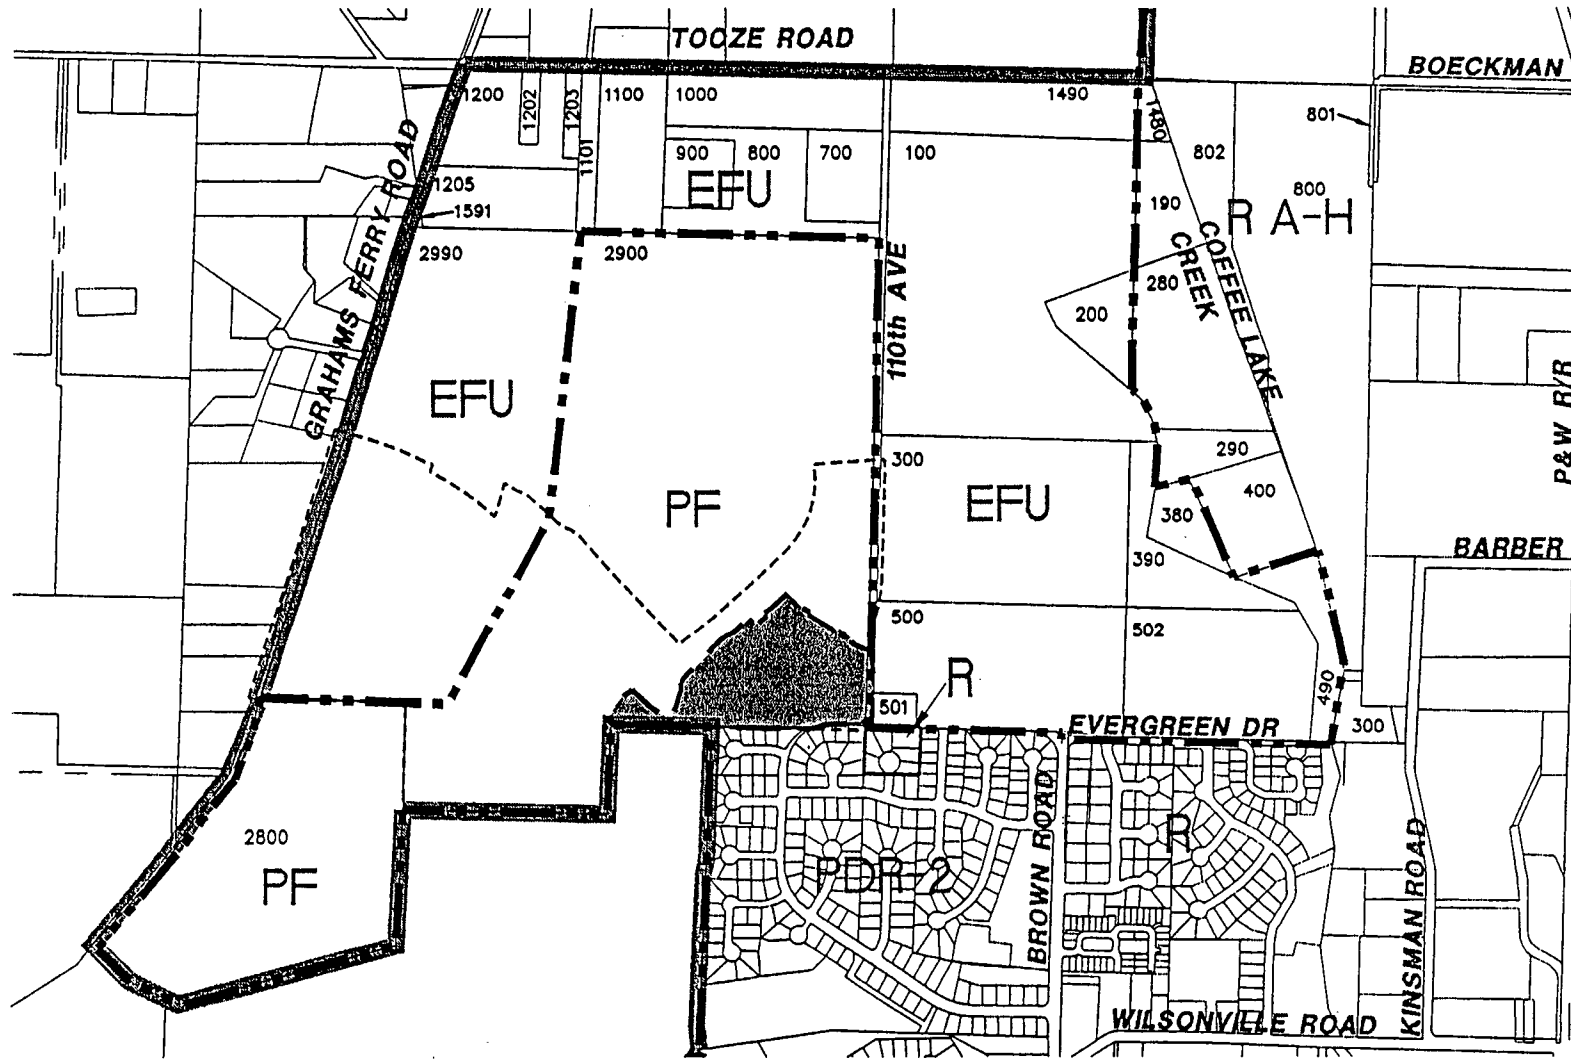 TOOZE ROAD
BOECKMAN
1200
1202
1203
1100
1000
1490
1480
801
1101
900
800
700
100
802
EFU
1205
1591
190
800
R A-H
GRAHAMS FERRY ROAD
2990
2900
110th AVE
COFFEE LAKE
CREEK
280
200
EFU
P&W R/R
290
300
400
PF
EFU
380
390
BARBER
500
502
R
501
490
300
EVERGREEN DR
2800
PF
PDR-2
BROWN ROAD
R
KINSMAN ROAD
WILSONVILLE ROAD